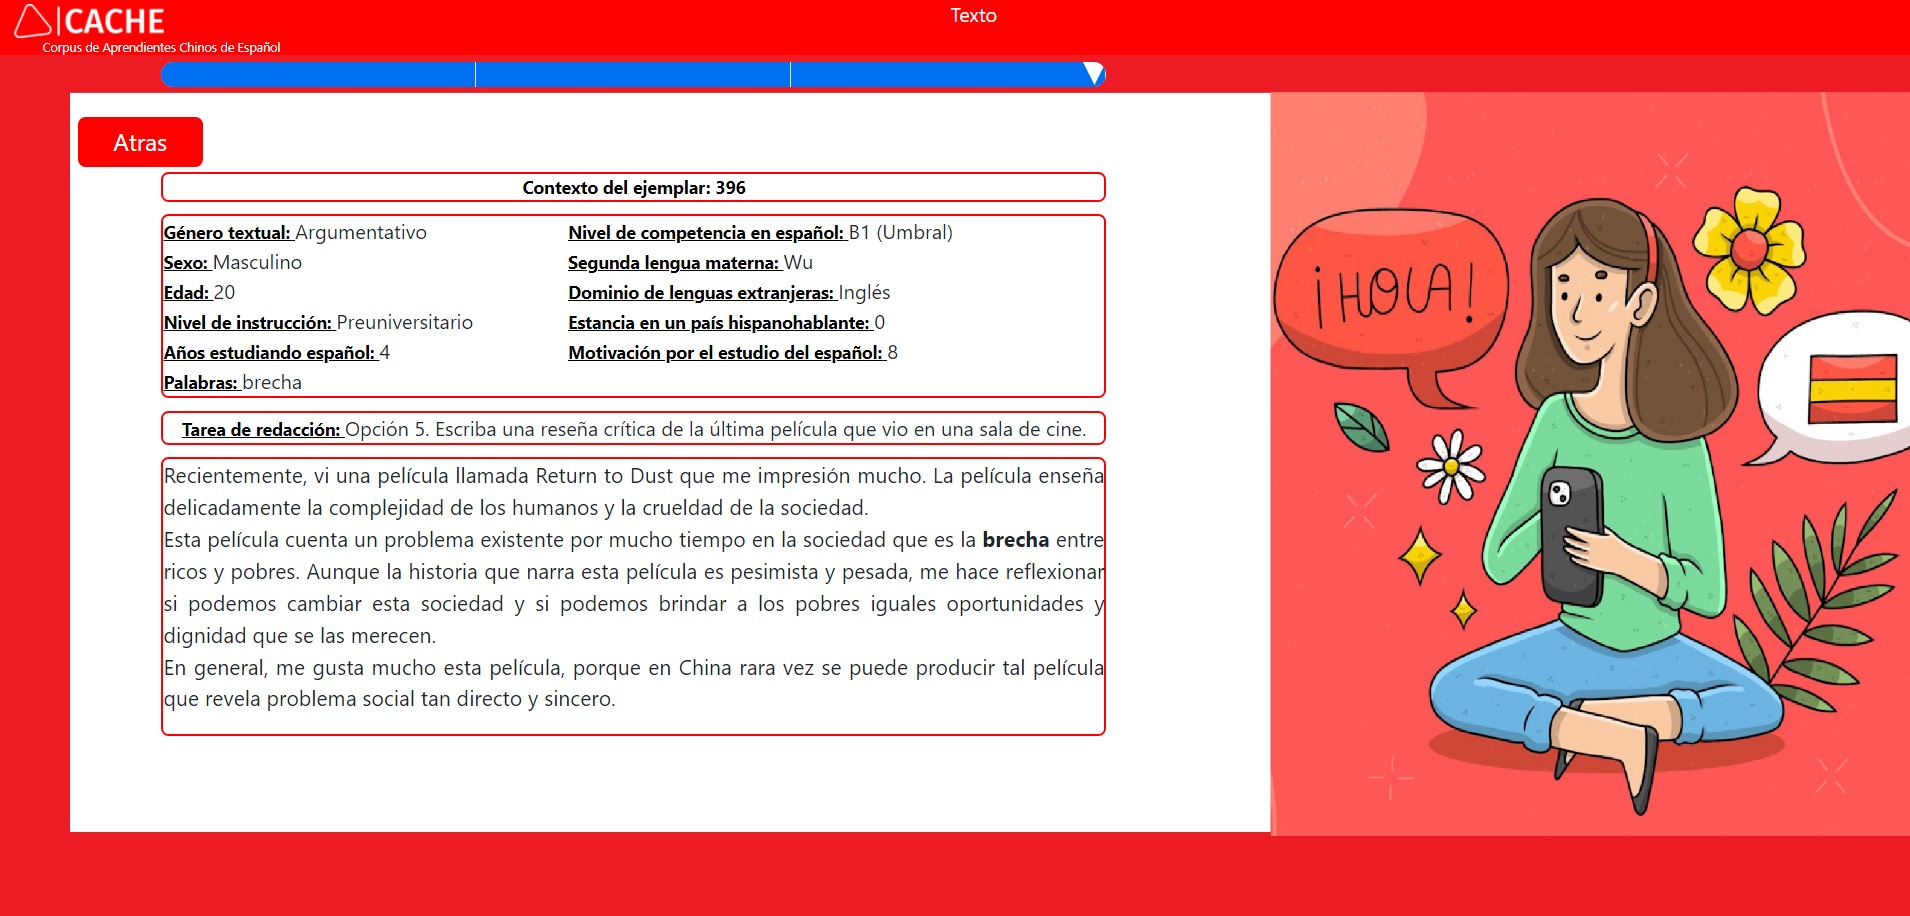 CACHE
Corpus de Aprendientes Chinos de Español
Texto
Atras
Contexto del ejemplar: 396
Género textual: Argumentativo
Nivel de competencia en español: B1 (Umbral)
Sexo: Masculino
Segunda lengua materna: Wu
Edad: 20
Dominio de lenguas extranjeras: Inglés
Nivel de instrucción: Preuniversitario
Estancia en un país hispanohablante: 0
Años estudiando español: 4
Motivación por el estudio del español: 8
Palabras: brecha
Tarea de redacción: Opción 5. Escriba una reseña crítica de la última película que vio en una sala de cine.
Recientemente, vi una película llamada Return to Dust que me impresión mucho. La película enseña
delicadamente la complejidad de los humanos y la crueldad de la sociedad.
Esta película cuenta un problema existente por mucho tiempo en la sociedad que es la brecha entre
ricos y pobres. Aunque la historia que narra esta película es pesimista y pesada, me hace reflexionar
si podemos cambiar esta sociedad y si podemos brindar a los pobres iguales oportunidades y
dignidad que se las merecen.
En general, me gusta mucho esta película, porque en China rara vez se puede producir tal película
que revela problema social tan directo y sincero.
¡HOLA!